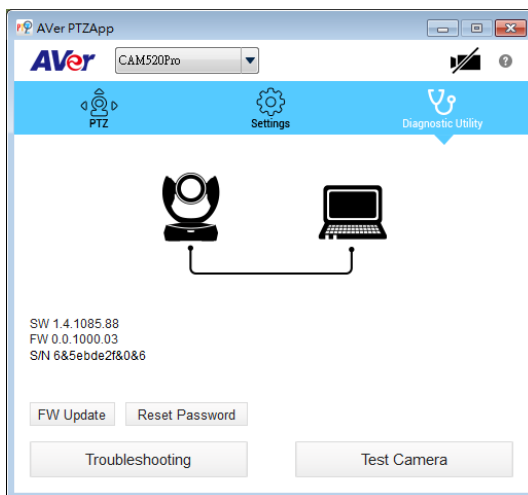 AVer PTZApp
AVer CAM520Pro
PTZ Settings Diagnostic Utility
SW 1.4.1085.88
FW 0.0.1000.03
S/N 6&5ebde2f&0&6
FW Update Reset Password
Troubleshooting Test Camera